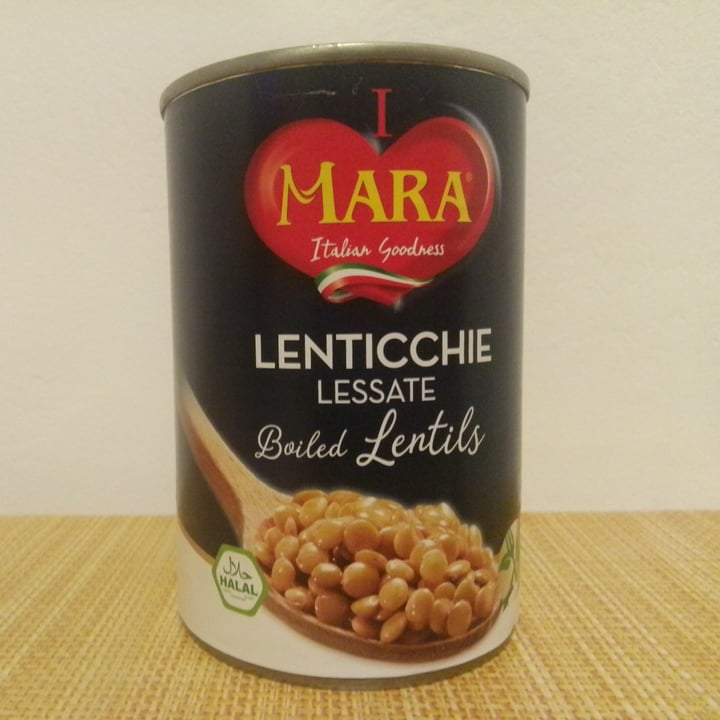 I
MARA
Italian Goodness
LENTICCHIE
LESSATE
Boiled Lentils
حلال
HALAL